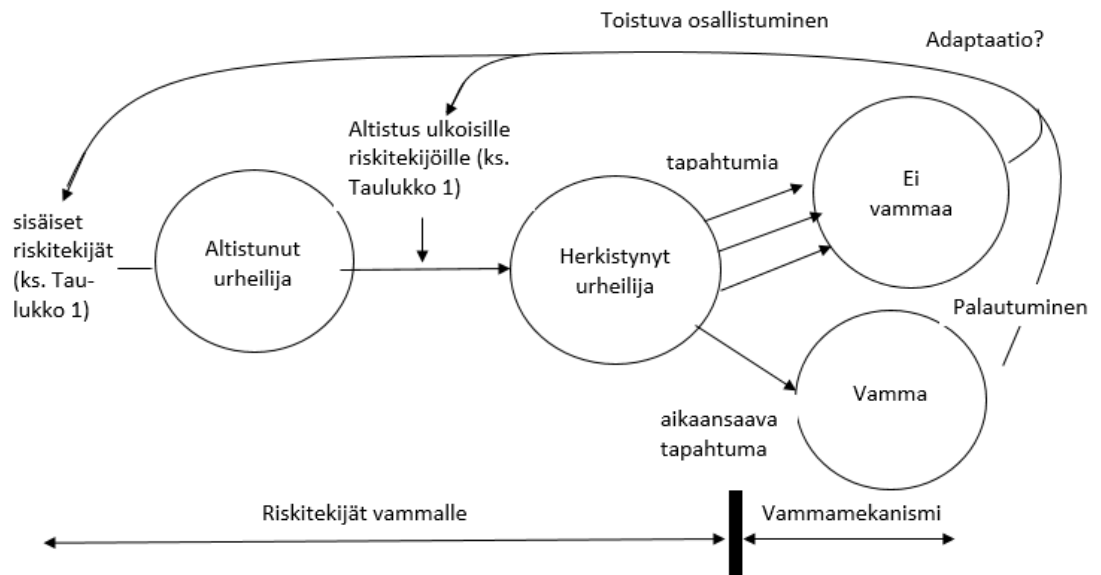 Toistuva osallistuminen
Adaptaatio?
Altistus ulkoisille
riskitekijöille (ks.
Taulukko 1)
tapahtumia
Ei
vammaa
sisäiset
riskitekijät
(ks. Tau-
lukko 1)
Altistunut
urheilija
Herkistynyt
urheilija
Palautuminen
Vamma
aikaansaava
tapahtuma
Riskitekijät vammalle
Vammamekanismi